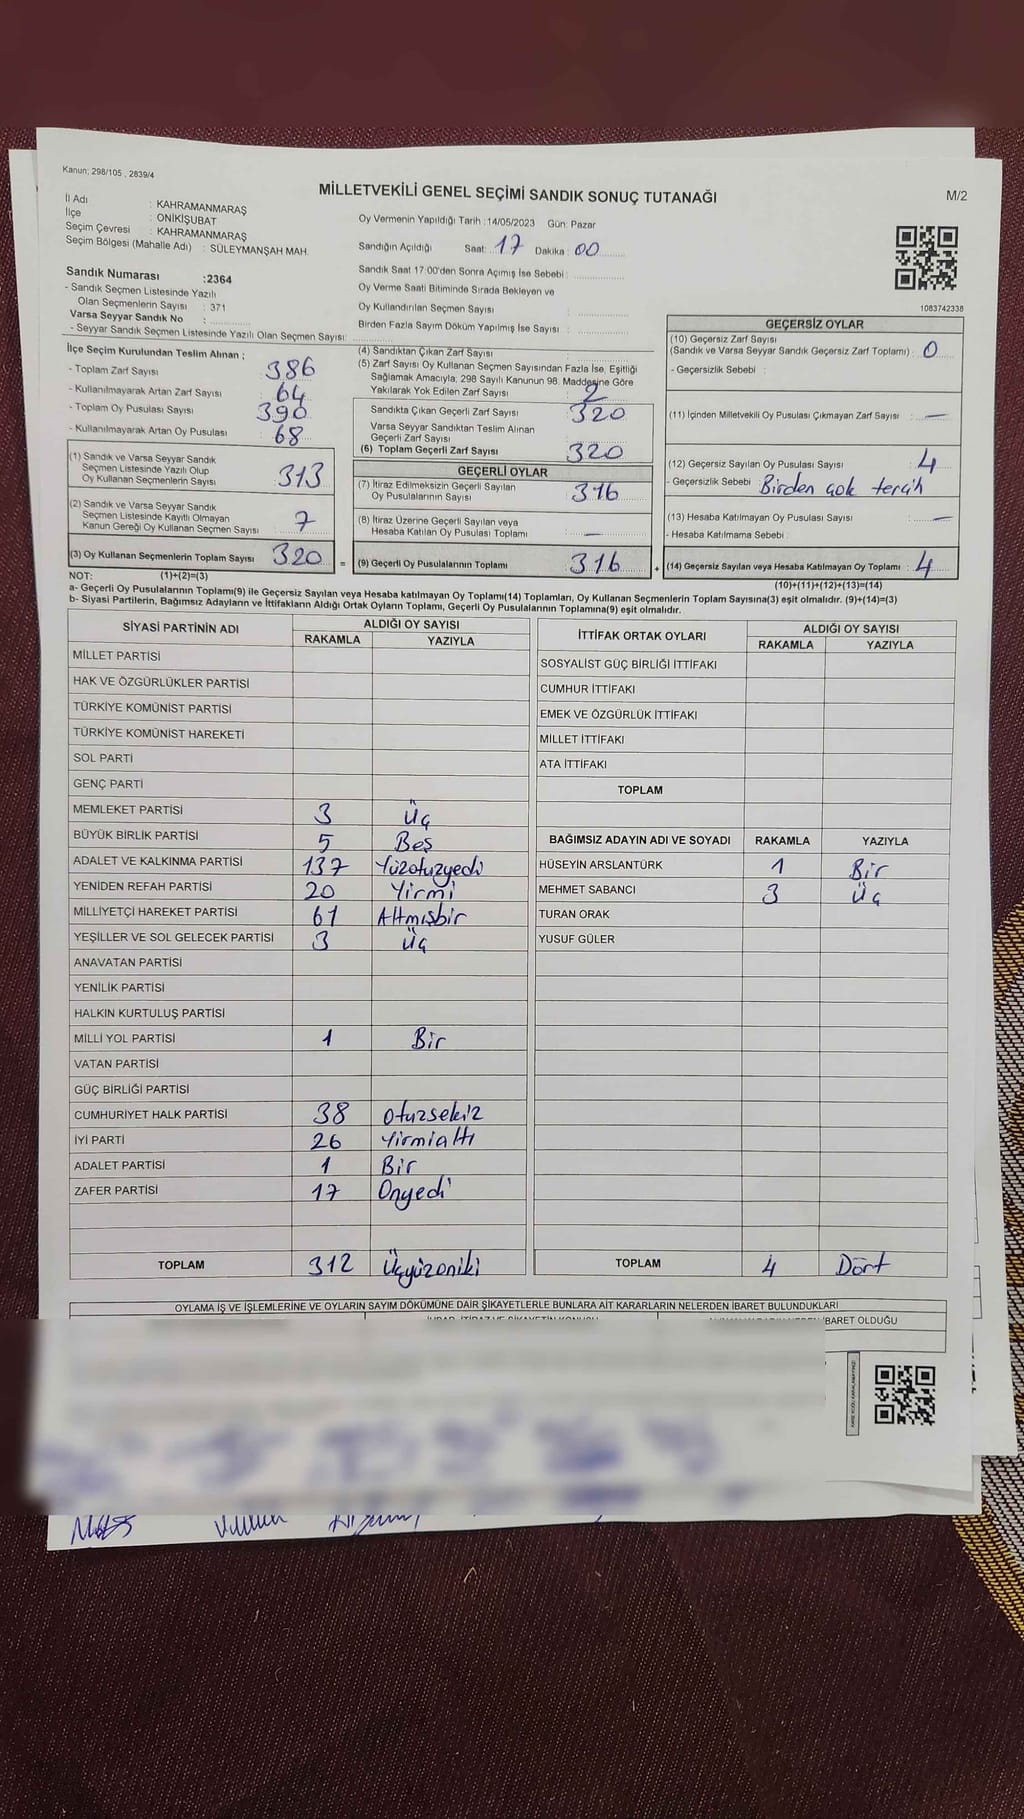 Kanun; 298/105 , 2839/4
MİLLETVEKİLİ GENEL SEÇİMİ SANDIK SONUÇ TUTANAĞI
M/2
İl Adı : KAHRAMANMARAŞ
İlçe : ONİKİŞUBAT
Seçim Çevresi : KAHRAMANMARAŞ
Seçim Bölgesi (Mahalle Adı) : SÜLEYMANŞAH MAH.
Sandık Numarası :2364
- Sandık Seçmen Listesinde Yazılı
Olan Seçmenlerin Sayısı : 371
Varsa Seyyar Sandık No :
- Seyyar Sandık Seçmen Listesinde Yazılı Olan Seçmen Sayısı:
Oy Vermenin Yapıldığı Tarih :14/05/2023 Gün: Pazar
Sandığın Açıldığı Saat: 17 Dakika : 00
Sandık Saat 17:00'den Sonra Açımış İse Sebebi :
Oy Verme Saati Bitiminde Sırada Bekleyen ve
Oy Kullandırılan Seçmen Sayısı :
Birden Fazla Sayım Döküm Yapılmış İse Sayısı :
1083742338
İlçe Seçim Kurulundan Teslim Alınan ;
- Toplam Zarf Sayısı : 386
- Kullanılmayarak Artan Zarf Sayısı : 64
- Toplam Oy Pusulası Sayısı : 390
- Kullanılmayarak Artan Oy Pusulası : 68
(4) Sandıktan Çıkan Zarf Sayısı :
(5) Zarf Sayısı Oy Kullanan Seçmen Sayısından Fazla İse, Eşitliği
Sağlamak Amacıyla; 298 Sayılı Kanunun 98. Maddesine Göre
Yakılarak Yok Edilen Zarf Sayısı : 2
Sandıkta Çıkan Geçerli Zarf Sayısı : 320
Varsa Seyyar Sandıktan Teslim Alınan
Geçerli Zarf Sayısı :
(6) Toplam Geçerli Zarf Sayısı : 320
GEÇERSİZ OYLAR
(10) Geçersiz Zarf Sayısı
(Sandık ve Varsa Seyyar Sandık Geçersiz Zarf Toplamı) : 0
- Geçersizlik Sebebi :
(11) İçinden Milletvekili Oy Pusulası Çıkmayan Zarf Sayısı : —
(12) Geçersiz Sayılan Oy Pusulası Sayısı : 4
- Geçersizlik Sebebi Birden çok tercih
(13) Hesaba Katılmayan Oy Pusulası Sayısı : —
- Hesaba Katılmama Sebebi :
(14) Geçersiz Sayılan veya Hesaba Katılmayan Oy Toplamı : 4
(10)+(11)+(12)+(13)=(14)
(1) Sandık ve Varsa Seyyar Sandık
Seçmen Listesinde Yazılı Olup
Oy Kullanan Seçmenlerin Sayısı : 313
(2) Sandık ve Varsa Seyyar Sandık
Seçmen Listesinde Kayıtlı Olmayan
Kanun Gereği Oy Kullanan Seçmen Sayısı : 7
(3) Oy Kullanan Seçmenlerin Toplam Sayısı : 320 =
NOT: (1)+(2)=(3)
GEÇERLİ OYLAR
(7) İtiraz Edilmeksizin Geçerli Sayılan
Oy Pusulalarının Sayısı : 316
(8) İtiraz Üzerine Geçerli Sayılan veya
Hesaba Katılan Oy Pusulası Toplamı : —
(9) Geçerli Oy Pusulalarının Toplamı : 316 +
a- Geçerli Oy Pusulalarının Toplamı(9) ile Geçersiz Sayılan veya Hesaba katılmayan Oy Toplamı(14) Toplamları, Oy Kullanan Seçmenlerin Toplam Sayısına(3) eşit olmalıdır. (9)+(14)=(3)
b- Siyasi Partilerin, Bağımsız Adayların ve İttifakların Aldığı Ortak Oyların Toplamı, Geçerli Oy Pusulalarının Toplamına(9) eşit olmalıdır.
SİYASİ PARTİNİN ADI ALDIĞI OY SAYISI
RAKAMLA YAZIYLA
MİLLET PARTİSİ
HAK VE ÖZGÜRLÜKLER PARTİSİ
TÜRKİYE KOMÜNİST PARTİSİ
TÜRKİYE KOMÜNİST HAREKETİ
SOL PARTİ
GENÇ PARTİ
MEMLEKET PARTİSİ 3 Üç
BÜYÜK BİRLİK PARTİSİ 5 Beş
ADALET VE KALKINMA PARTİSİ 137 Yüzotuzyedi
YENİDEN REFAH PARTİSİ 20 Yirmi
MİLLİYETÇİ HAREKET PARTİSİ 61 Altmışbir
YEŞİLLER VE SOL GELECEK PARTİSİ 3 Üç
ANAVATAN PARTİSİ
YENİLİK PARTİSİ
HALKIN KURTULUŞ PARTİSİ
MİLLİ YOL PARTİSİ 1 Bir
VATAN PARTİSİ
GÜÇ BİRLİĞİ PARTİSİ
CUMHURİYET HALK PARTİSİ 38 Otuzsekiz
İYİ PARTİ 26 Yirmialtı
ADALET PARTİSİ 1 Bir
ZAFER PARTİSİ 17 Onyedi
TOPLAM 312 Üçyüzoniki
İTTİFAK ORTAK OYLARI ALDIĞI OY SAYISI
RAKAMLA YAZIYLA
SOSYALİST GÜÇ BİRLİĞİ İTTİFAKI
CUMHUR İTTİFAKI
EMEK VE ÖZGÜRLÜK İTTİFAKI
MİLLET İTTİFAKI
ATA İTTİFAKI
TOPLAM
BAĞIMSIZ ADAYIN ADI VE SOYADI RAKAMLA YAZIYLA
HÜSEYİN ARSLANTÜRK 1 Bir
MEHMET SABANCI 3 Üç
TURAN ORAK
YUSUF GÜLER
TOPLAM 4 Dört
OYLAMA İŞ VE İŞLEMLERİNE VE OYLARIN SAYIM DÖKÜMÜNE DAİR ŞİKAYETLERLE BUNLARA AİT KARARLARIN NELERDEN İBARET BULUNDUKLARI
İBARET OLDUĞU